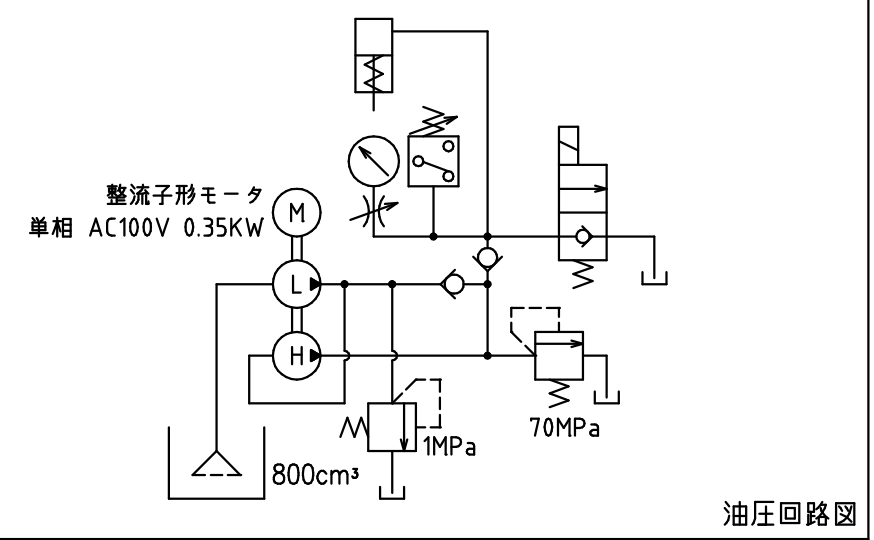 整流子形モータ
単相 AC100V 0.35KW
M
L
H
1MPa
70MPa
800cm³
油圧回路図